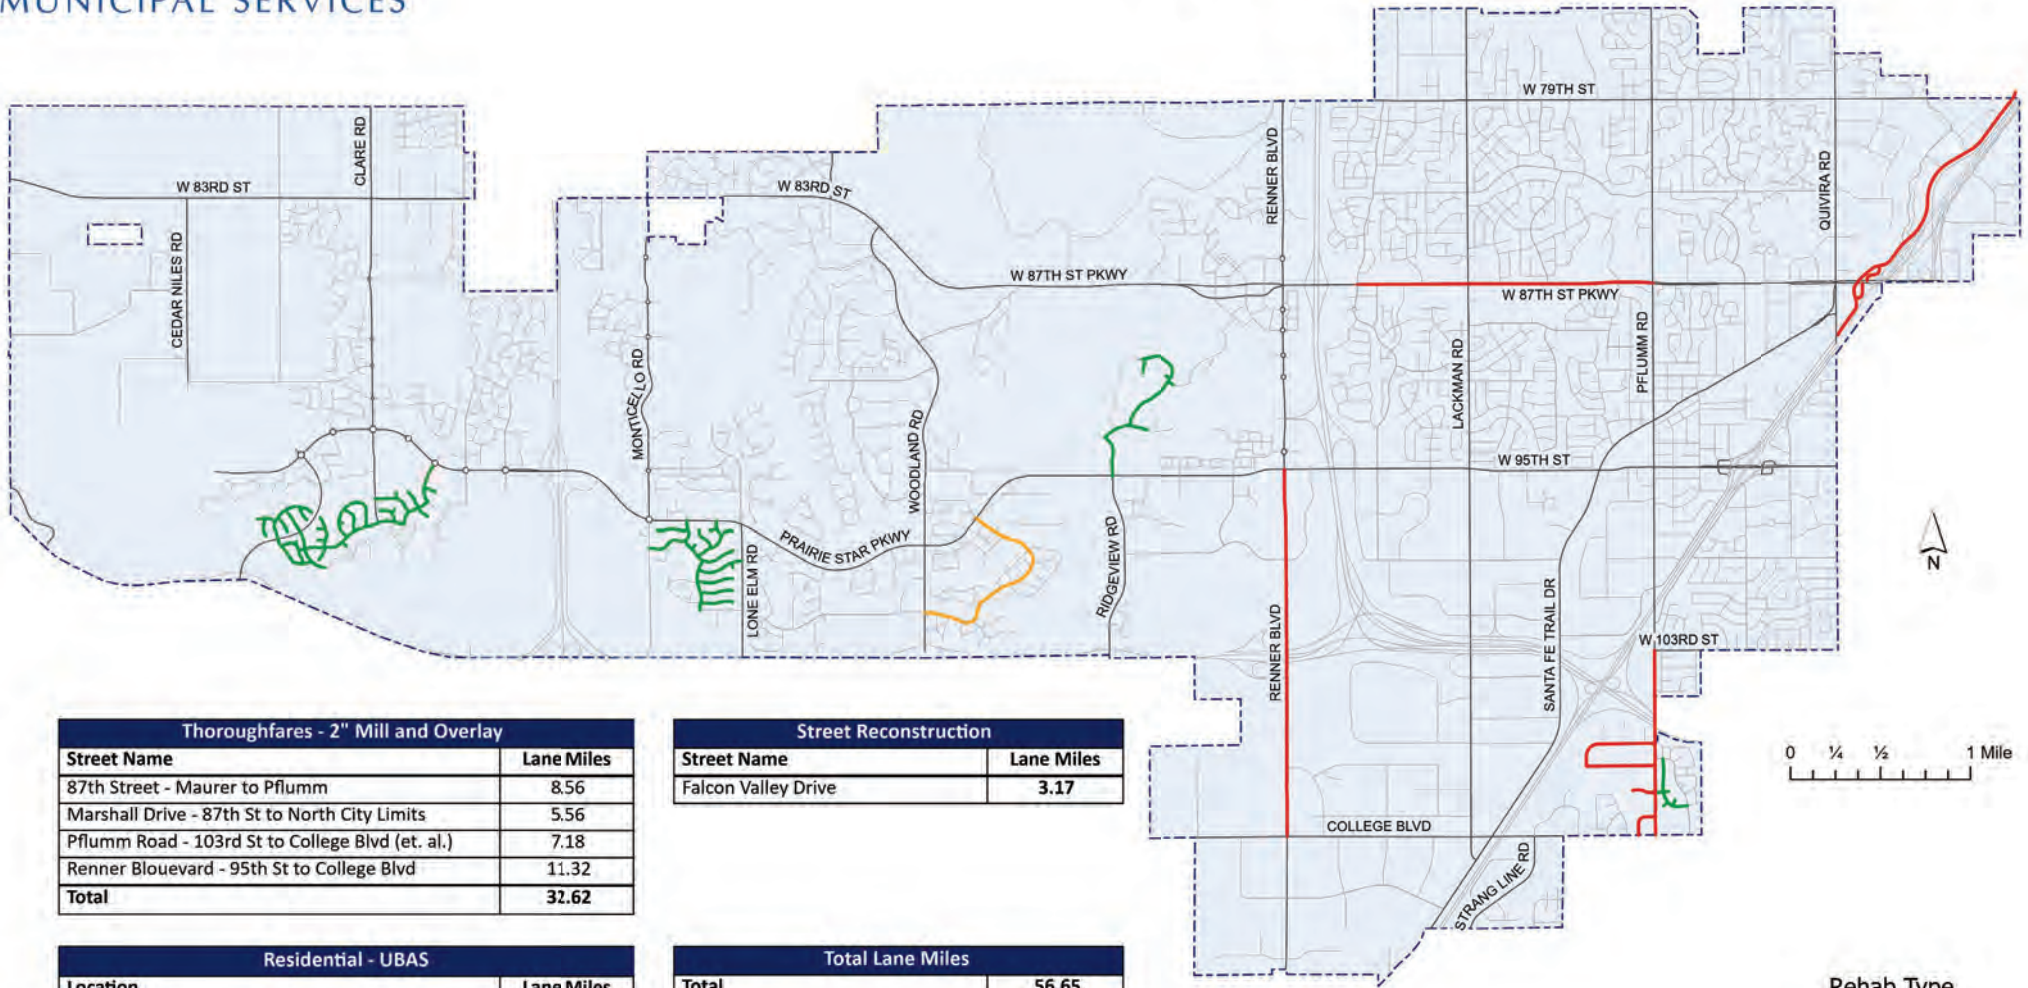 MUNICIPAL SERVICES
W 79TH ST
CLARE RD
RENNER BLVD
QUIVIRA RD
W 83RD ST
W 83RD ST
CEDAR NILES RD
W 87TH ST PKWY
W 87TH ST PKWY
MONTICELLO RD
LACKMAN RD
PFLUMM RD
WOODLAND RD
W 95TH ST
PRAIRIE STAR PKWY
LONE ELM RD
RIDGEVIEW RD
N
RENNER BLVD
SANTA FE TRAIL DR
W 103RD ST
COLLEGE BLVD
STRANG LINE RD
0 ¼ ½ 1 Mile
Thoroughfares - 2" Mill and Overlay
Street Name Lane Miles
87th Street - Maurer to Pflumm 8.56
Marshall Drive - 87th St to North City Limits 5.56
Pflumm Road - 103rd St to College Blvd (et. al.) 7.18
Renner Blouevard - 95th St to College Blvd 11.32
Total 32.62
Street Reconstruction
Street Name Lane Miles
Falcon Valley Drive 3.17
Residential - UBAS
Location Lane Miles
Total Lane Miles
Total 56.65
Rehab Type